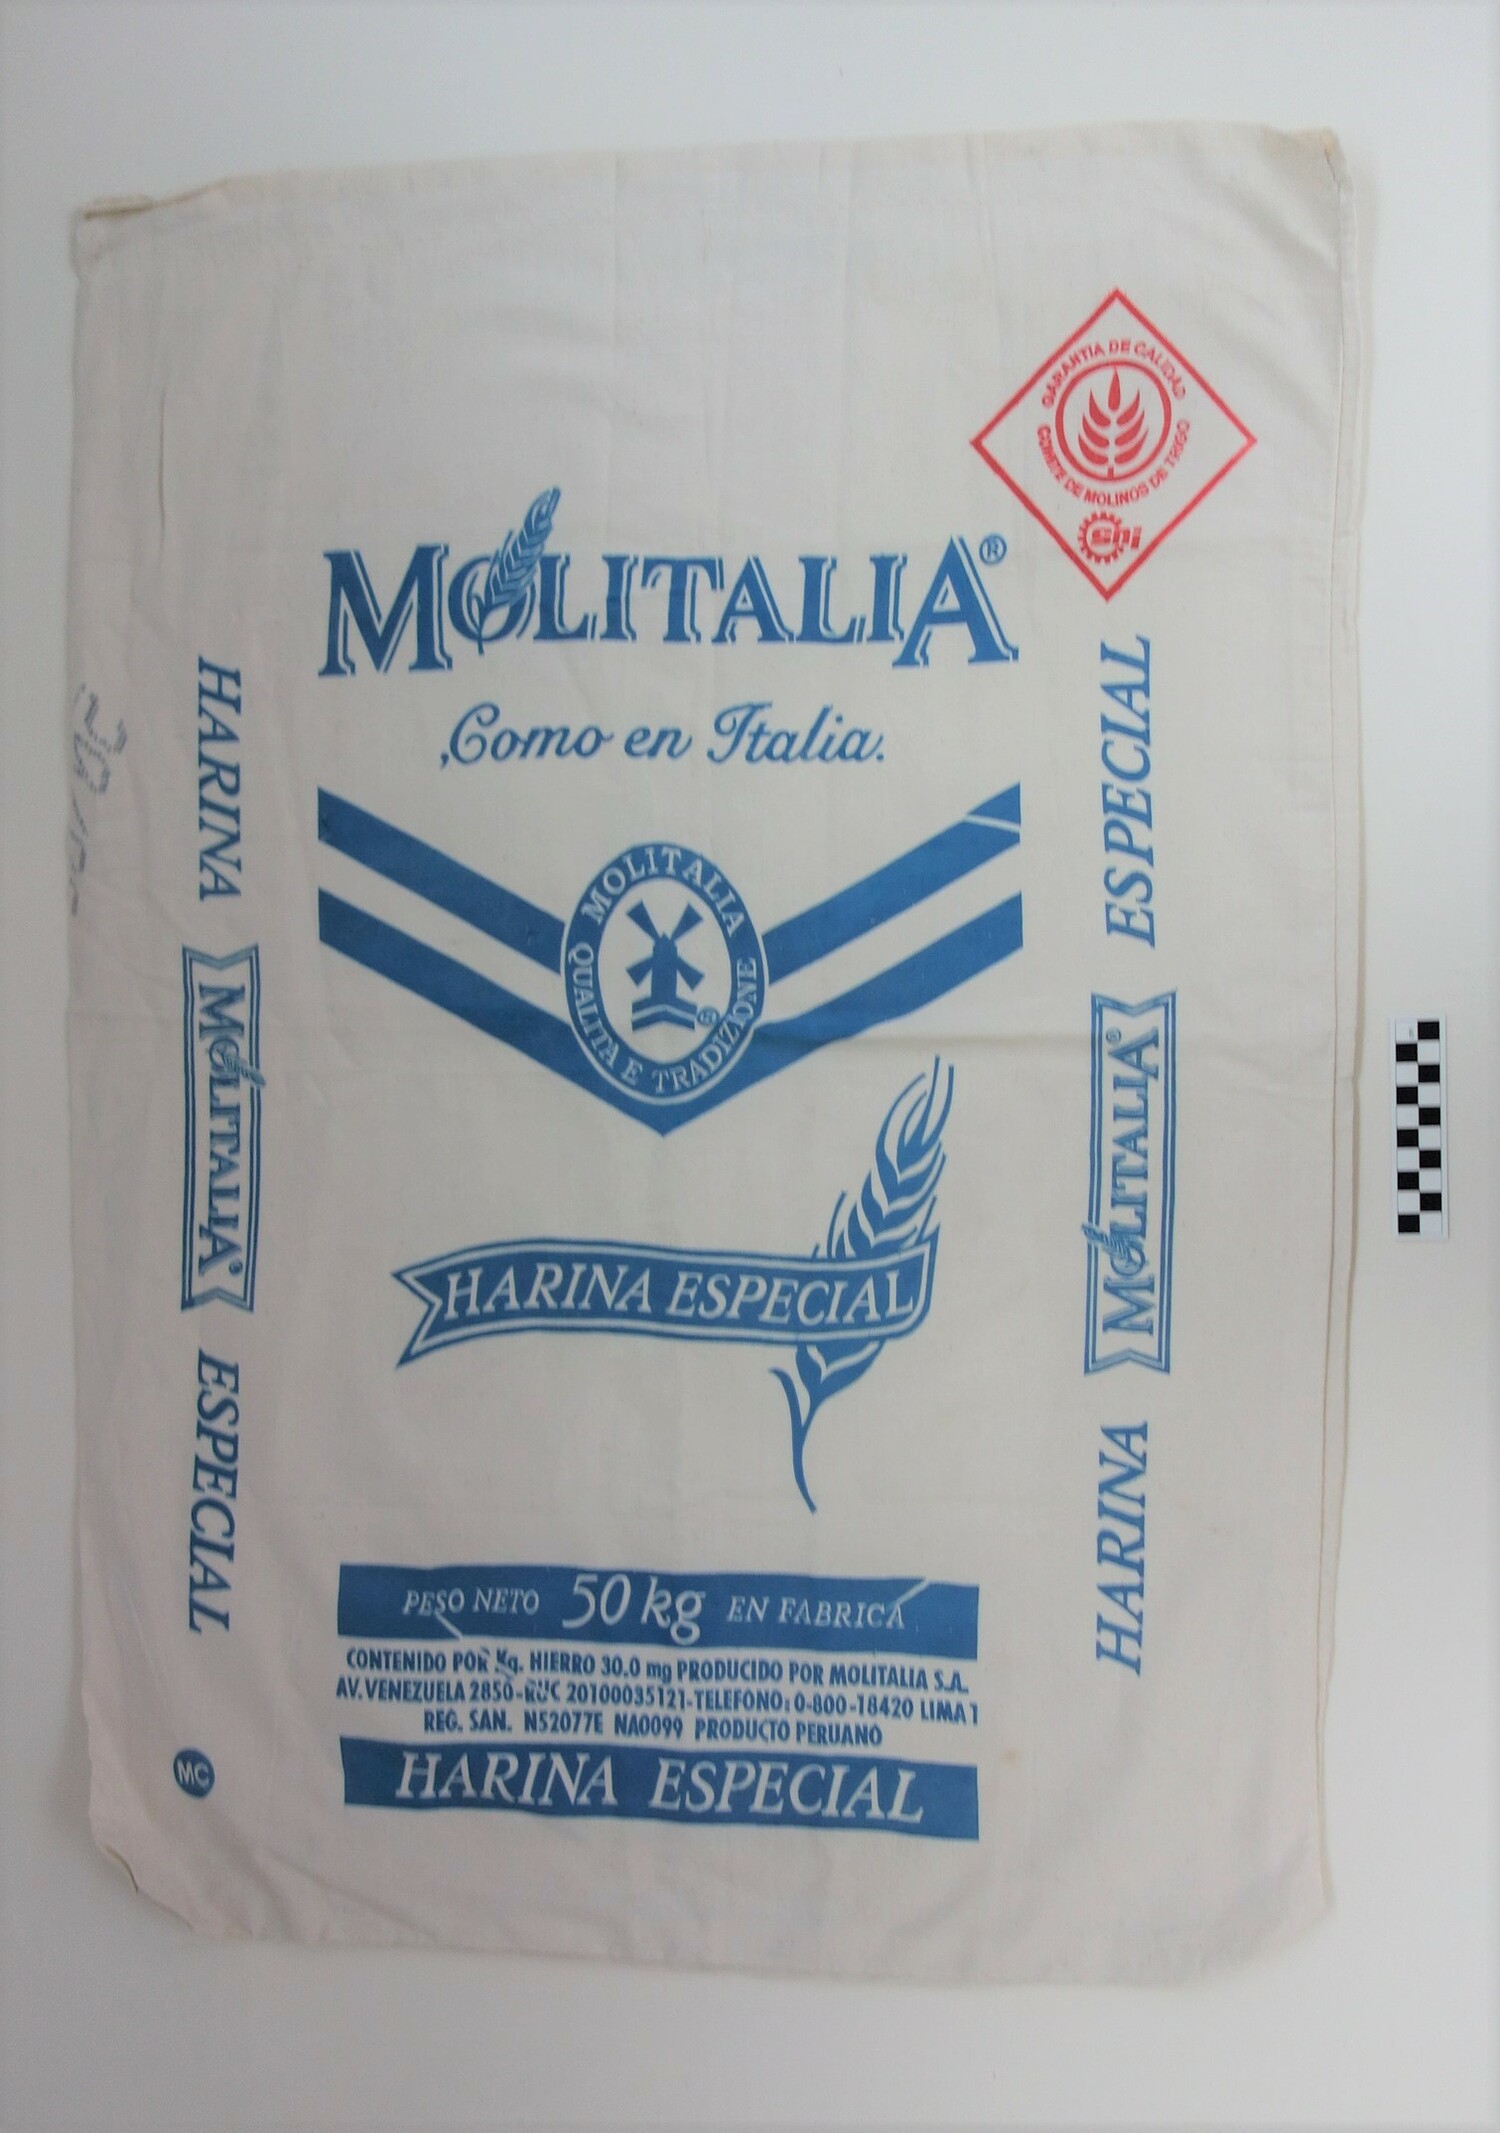 GARANTIA DE CALIDAD
COMITE DE MOLINOS DE TRIGO
SNI
MOLITALIA®
Como en Italia.
MOLITALIA
QUALITA E TRADIZIONE
®
HARINA ESPECIAL
PESO NETO 50 kg EN FABRICA
CONTENIDO POR Kg. HIERRO 30.0 mg PRODUCIDO POR MOLITALIA S.A.
AV. VENEZUELA 2850-RUC 20100035121-TELEFONO: 0-800-18420 LIMA 1
REG. SAN. N52077E NA0099 PRODUCTO PERUANO
HARINA ESPECIAL
HARINA MOLITALIA® ESPECIAL
HARINA MOLITALIA® ESPECIAL
MC